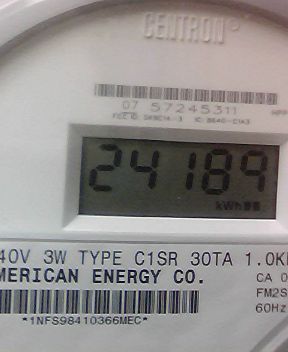 CENTRON®
07 57245311
24189
kWh
40V 3W TYPE C1SR 30TA 1.0K
MERICAN ENERGY CO.
CA 0
FM2S
60Hz
*1NFS98410366MEC*